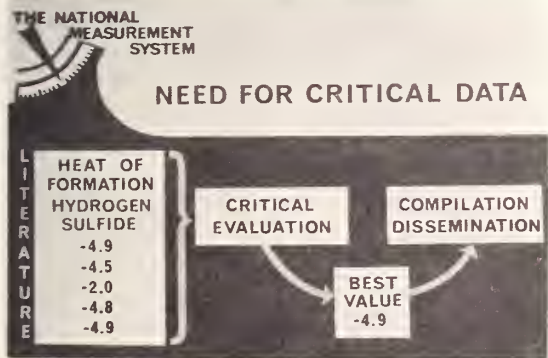 THE NATIONAL
MEASUREMENT
SYSTEM
NEED FOR CRITICAL DATA
LITERATURE
HEAT OF
FORMATION
HYDROGEN
SULFIDE
-4.9
-4.5
-2.0
-4.8
-4.9
CRITICAL
EVALUATION
BEST
VALUE
-4.9
COMPILATION
DISSEMINATION